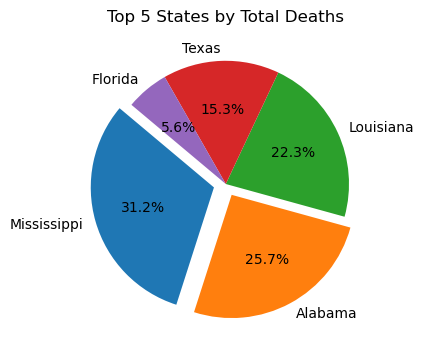 Top 5 States by Total Deaths
Texas
Florida
15.3%
5.6%
Louisiana
22.3%
31.2%
Mississippi
25.7%
Alabama